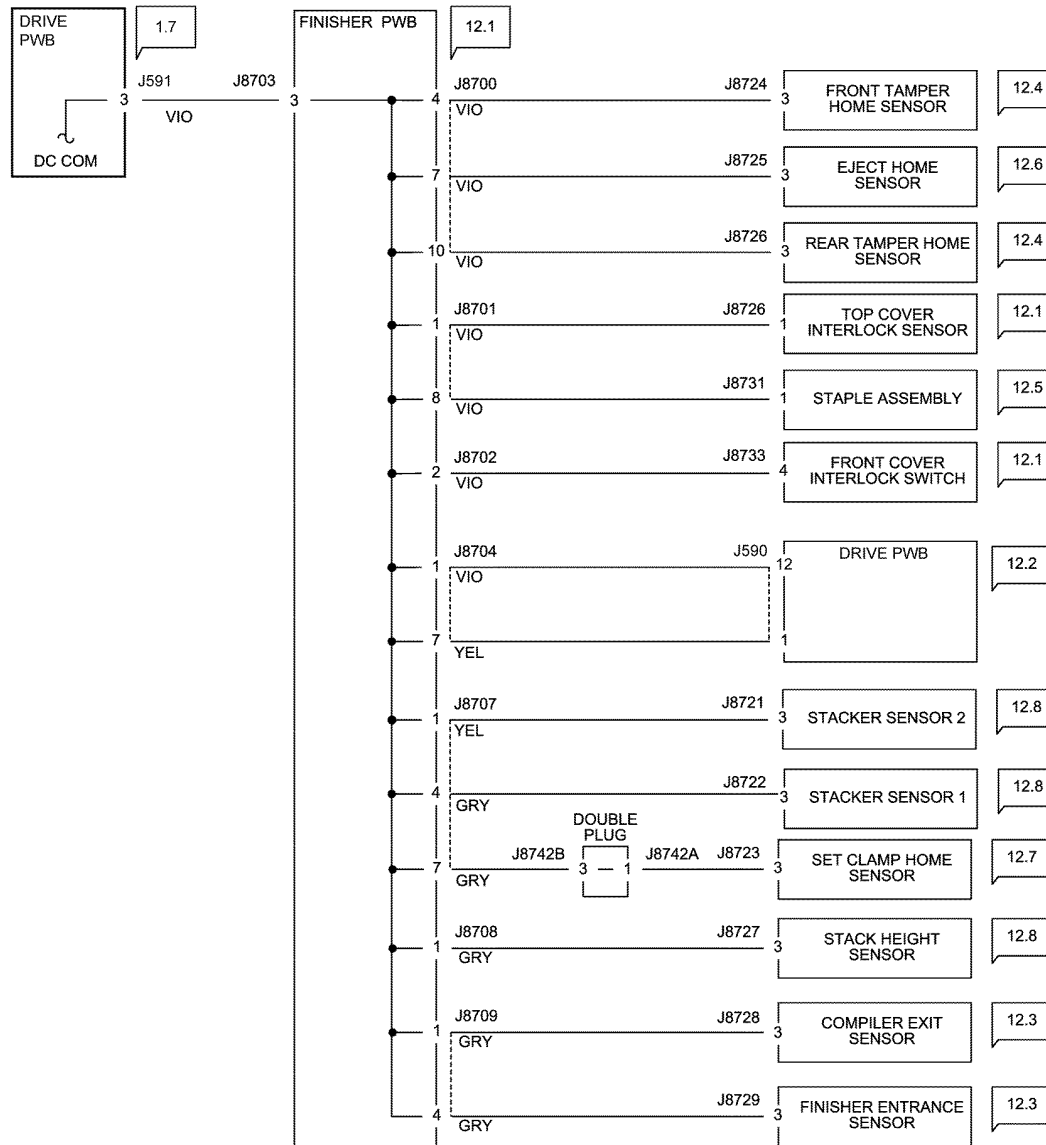 DRIVE
PWB
1.7
FINISHER PWB
12.1
J591
J8703
3
3
VIO
DC COM
J8700
J8724
4
VIO
3
FRONT TAMPER
HOME SENSOR
12.4
J8725
7
VIO
3
EJECT HOME
SENSOR
12.6
J8726
10
VIO
3
REAR TAMPER HOME
SENSOR
12.4
J8701
J8726
1
VIO
1
TOP COVER
INTERLOCK SENSOR
12.1
J8731
8
VIO
1
STAPLE ASSEMBLY
12.5
J8702
J8733
2
VIO
4
FRONT COVER
INTERLOCK SWITCH
12.1
J8704
J590
1
VIO
12
DRIVE PWB
12.2
7
YEL
1
J8707
J8721
1
YEL
3
STACKER SENSOR 2
12.8
J8722
4
GRY
3
STACKER SENSOR 1
12.8
DOUBLE
PLUG
J8742B
J8742A
J8723
7
GRY
3
1
3
SET CLAMP HOME
SENSOR
12.7
J8708
J8727
1
GRY
3
STACK HEIGHT
SENSOR
12.8
J8709
J8728
1
GRY
3
COMPILER EXIT
SENSOR
12.3
J8729
4
GRY
3
FINISHER ENTRANCE
SENSOR
12.3